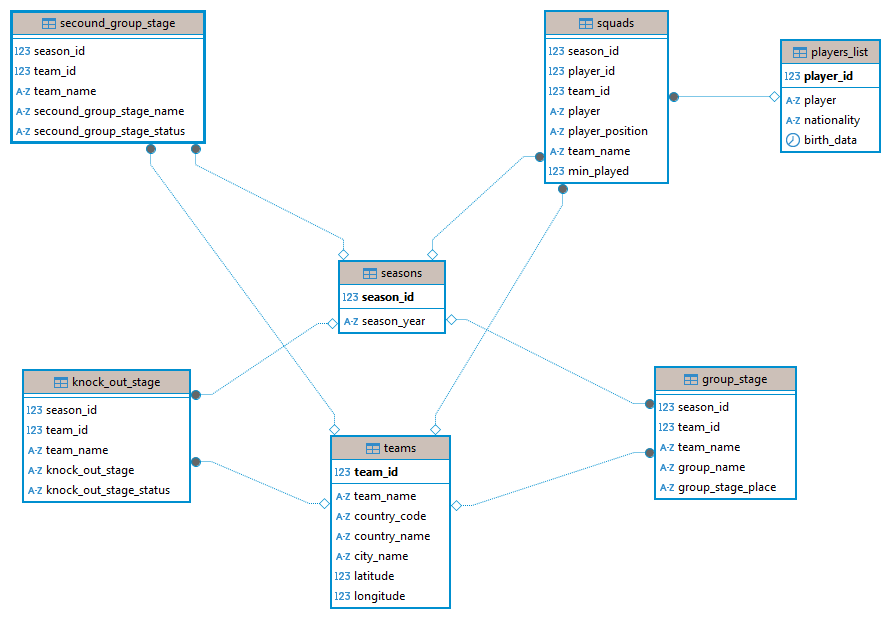 secound_group_stage
123 season_id
123 team_id
A-Z team_name
A-Z secound_group_stage_name
A-Z secound_group_stage_status
squads
123 season_id
123 player_id
123 team_id
A-Z player
A-Z player_position
A-Z team_name
123 min_played
players_list
123 player_id
A-Z player
A-Z nationality
birth_data
seasons
123 season_id
A-Z season_year
knock_out_stage
123 season_id
123 team_id
A-Z team_name
A-Z knock_out_stage
A-Z knock_out_stage_status
teams
123 team_id
A-Z team_name
A-Z country_code
A-Z country_name
A-Z city_name
123 latitude
123 longitude
group_stage
123 season_id
123 team_id
A-Z team_name
A-Z group_name
A-Z group_stage_place